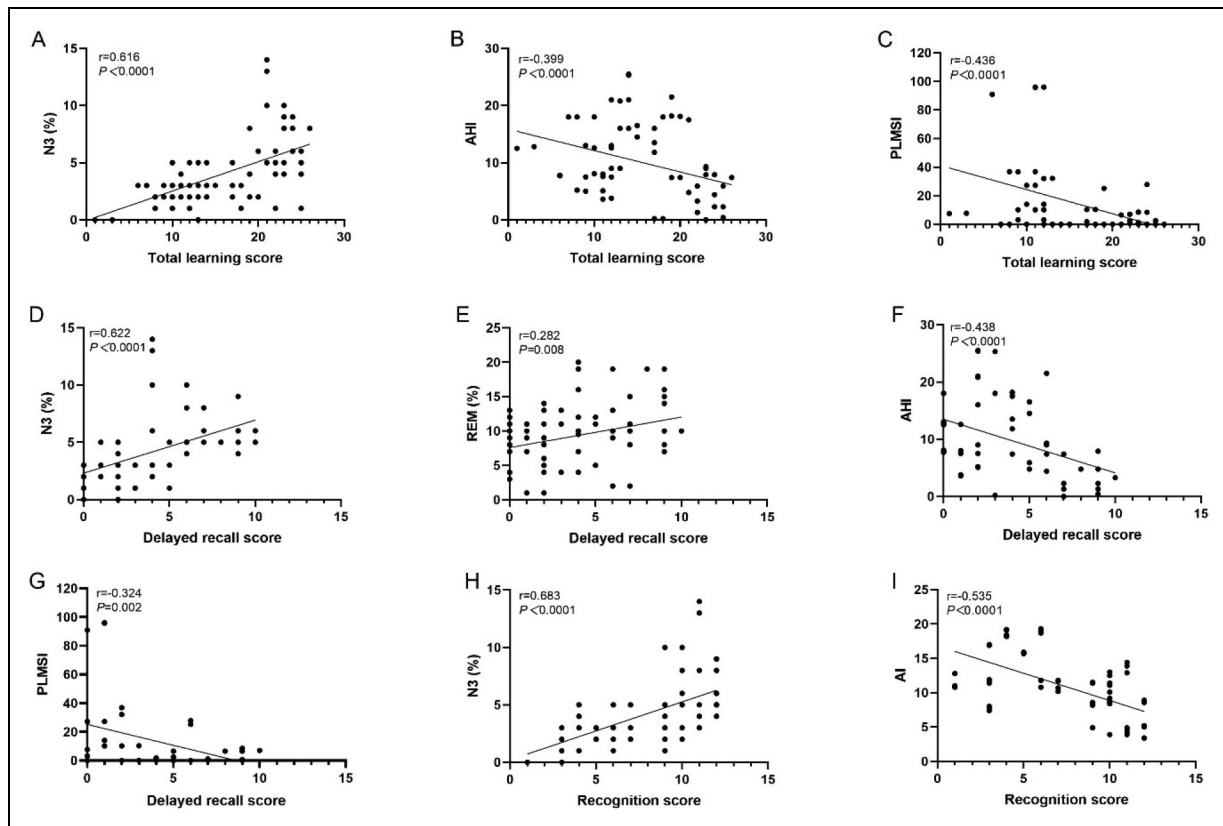 A
r=0.616
P<0.0001
15
10
5
0
N3 (%)
0 10 20 30
Total learning score
B
r=-0.399
P<0.0001
30
20
10
0
AHI
0 10 20 30
Total learning score
C
r=-0.436
P<0.0001
120
100
80
60
40
20
0
PLMSI
0 10 20 30
Total learning score
D
r=0.622
P<0.0001
15
10
5
0
N3 (%)
0 5 10 15
Delayed recall score
E
r=0.282
P=0.008
25
20
15
10
5
0
REM (%)
0 5 10 15
Delayed recall score
F
r=-0.438
P<0.0001
30
20
10
0
AHI
0 5 10 15
Delayed recall score
G
r=-0.324
P=0.002
120
100
80
60
40
20
0
PLMSI
0 5 10 15
Delayed recall score
H
r=0.683
P<0.0001
15
10
5
0
N3 (%)
0 5 10 15
Recognition score
I
r=-0.535
P<0.0001
25
20
15
10
5
0
AI
0 5 10 15
Recognition score